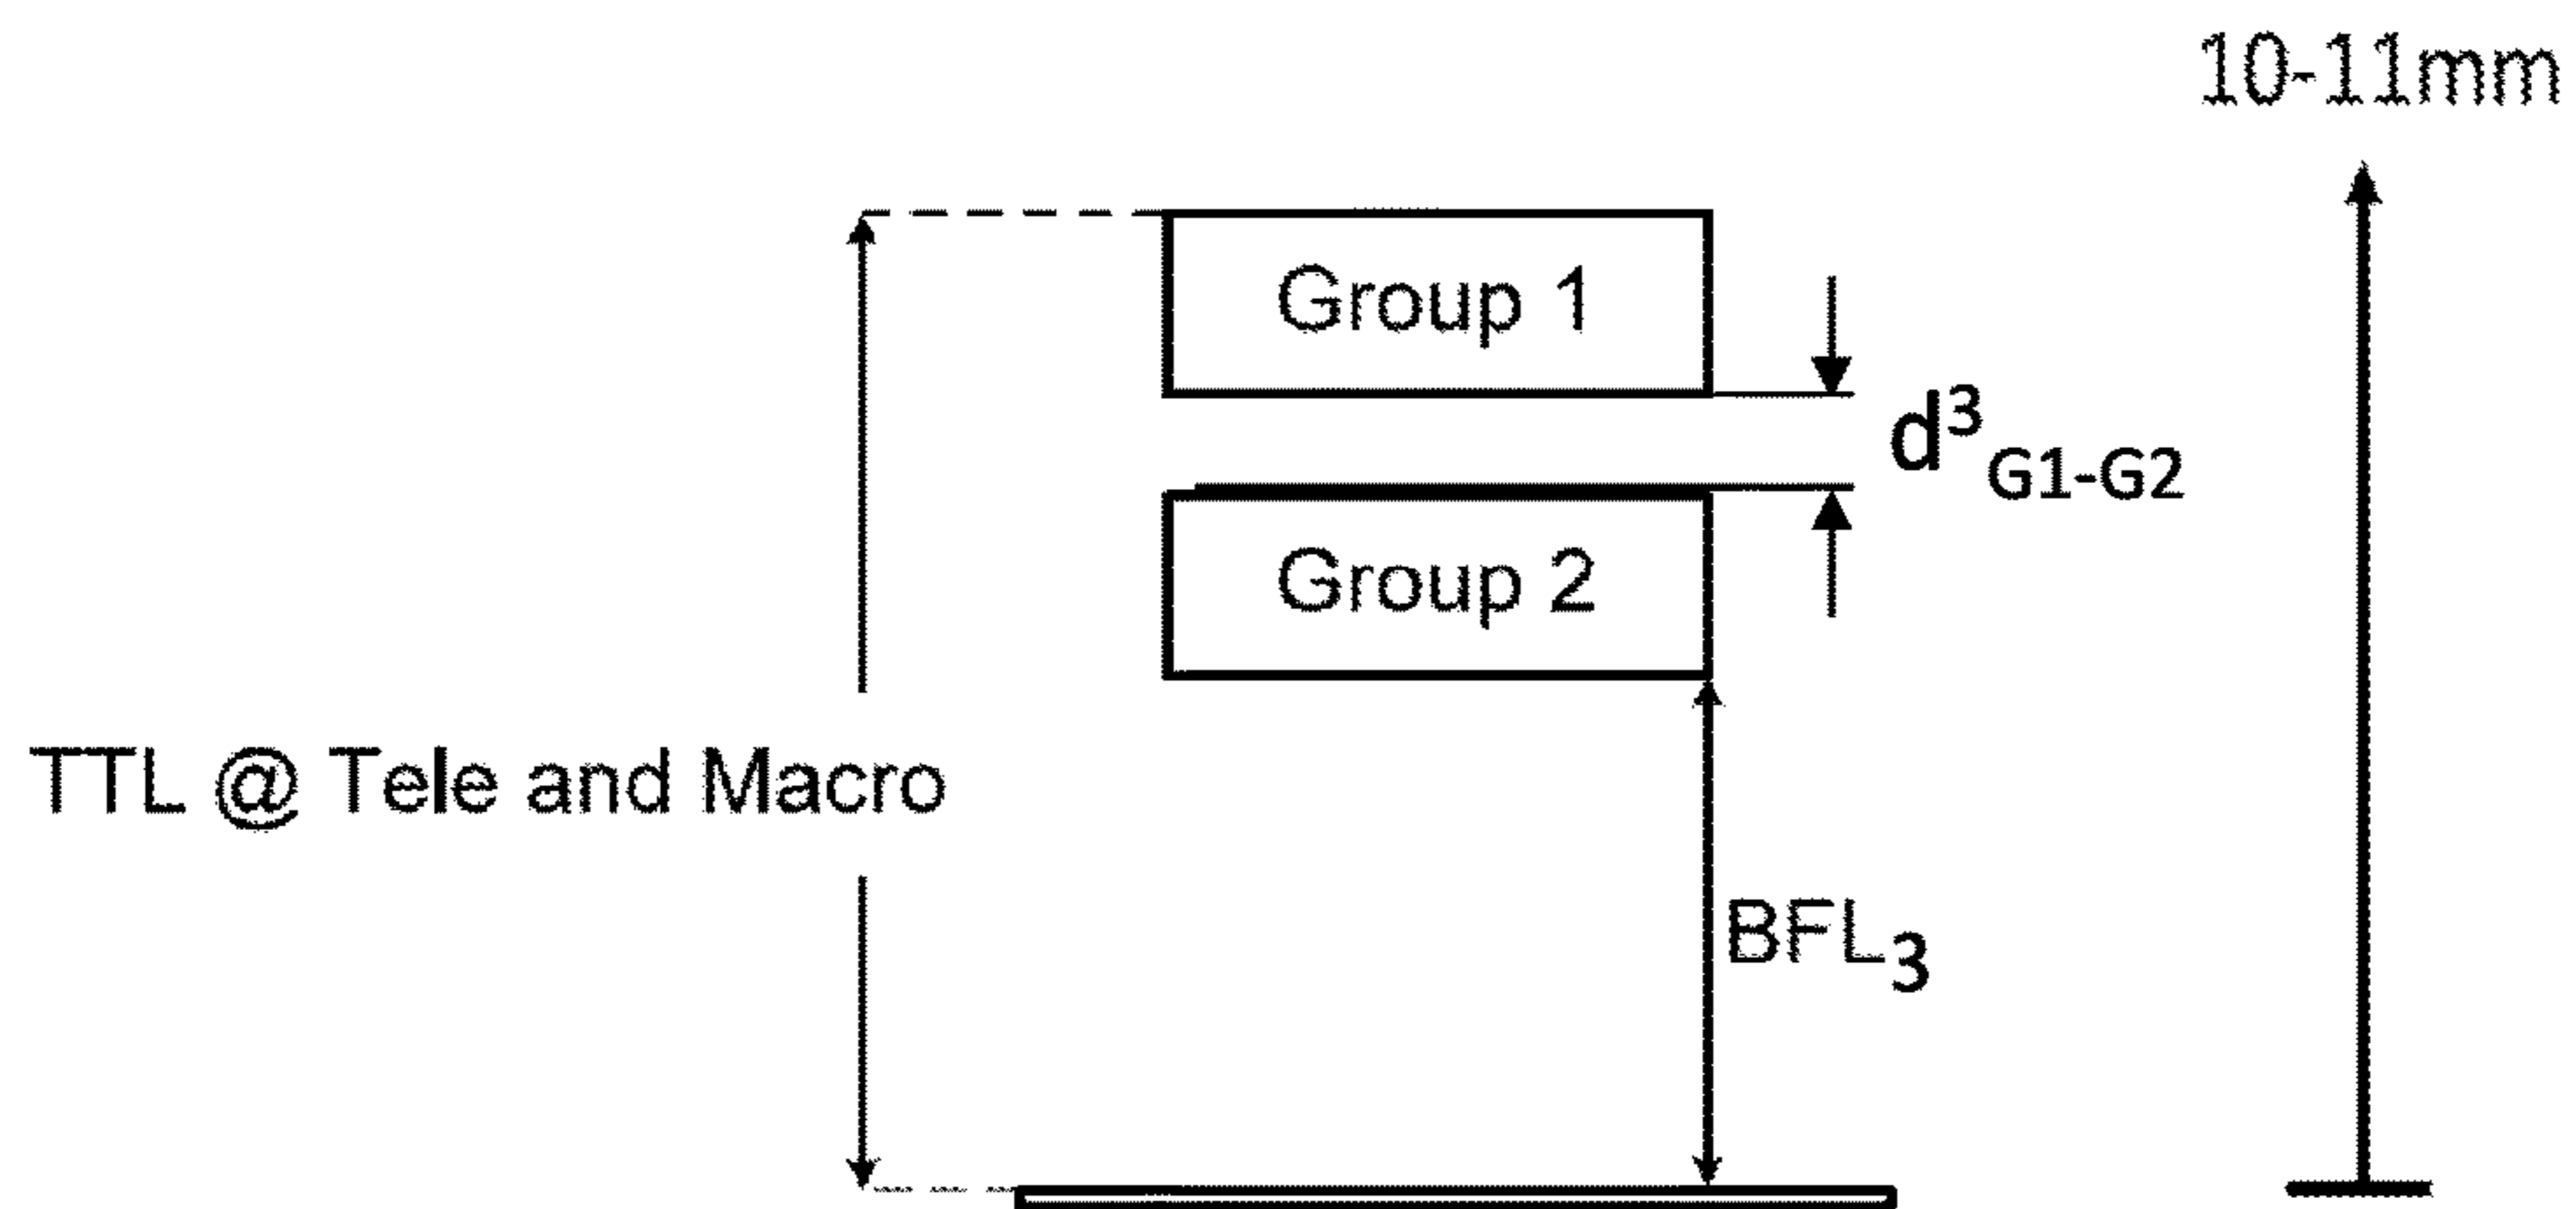 10-11mm
Group 1
d³G1-G2
Group 2
TTL @ Tele and Macro
BFL₃